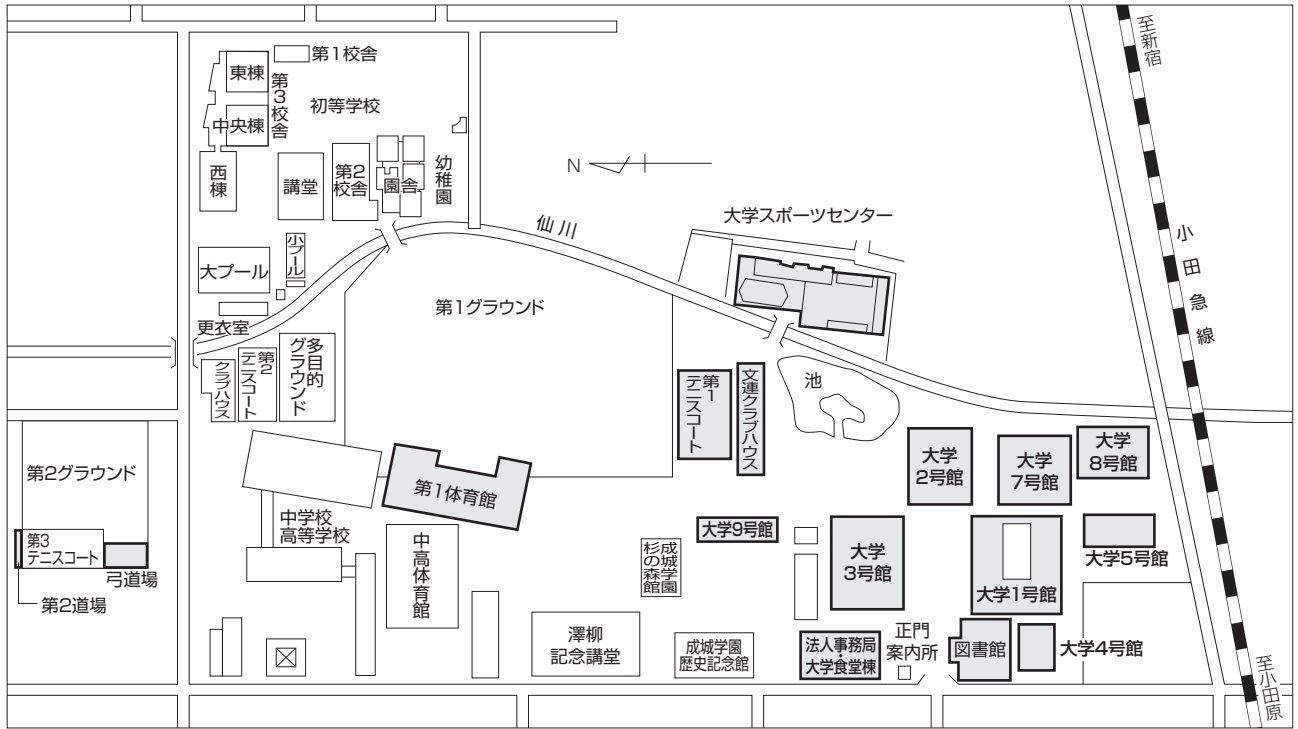 至新宿
第1校舎
東棟
第3校舎
初等学校
中央棟
西棟
講堂
第2
校舎
園舎
幼稚園
N
大学スポーツセンター
仙川
小田急線
小プール
大プール
第1グラウンド
更衣室
クラブハウス
第2
テニスコート
多目的
グラウンド
第1
テニスコート
文連クラブハウス
池
大学
2号館
大学
7号館
大学
8号館
第2グラウンド
第1体育館
中学校
高等学校
第3
テニスコート
弓道場
第2道場
中高体育館
成城学園
杉の森館
大学9号館
大学
3号館
大学1号館
大学5号館
澤柳
記念講堂
成城学園
歴史記念館
法人事務局
・
大学食堂棟
正門
案内所
図書館
大学4号館
至小田原